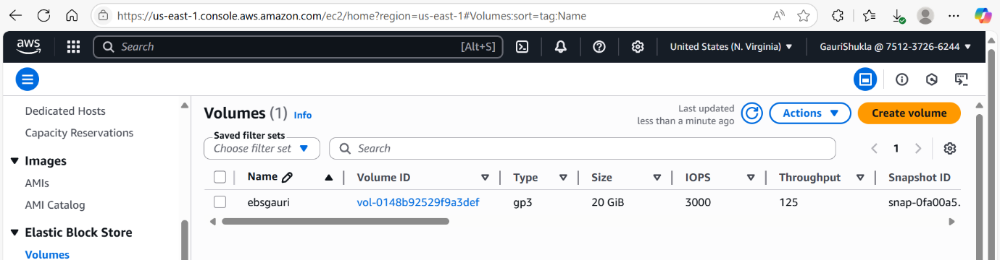 https://us-east-1.console.aws.amazon.com/ec2/home?region=us-east-1#Volumes:sort=tag:Name
aws
Search [Alt+S]
United States (N. Virginia)
GauriShukla @ 7512-3726-6244
Dedicated Hosts
Capacity Reservations
Images
AMIs
AMI Catalog
Elastic Block Store
Volumes
Volumes (1) Info
Last updated
less than a minute ago
Actions
Create volume
Saved filter sets
Choose filter set
Search
1
Name Volume ID Type Size IOPS Throughput Snapshot ID
ebsgauri vol-0148b92529f9a3def gp3 20 GiB 3000 125 snap-0fa00a5.